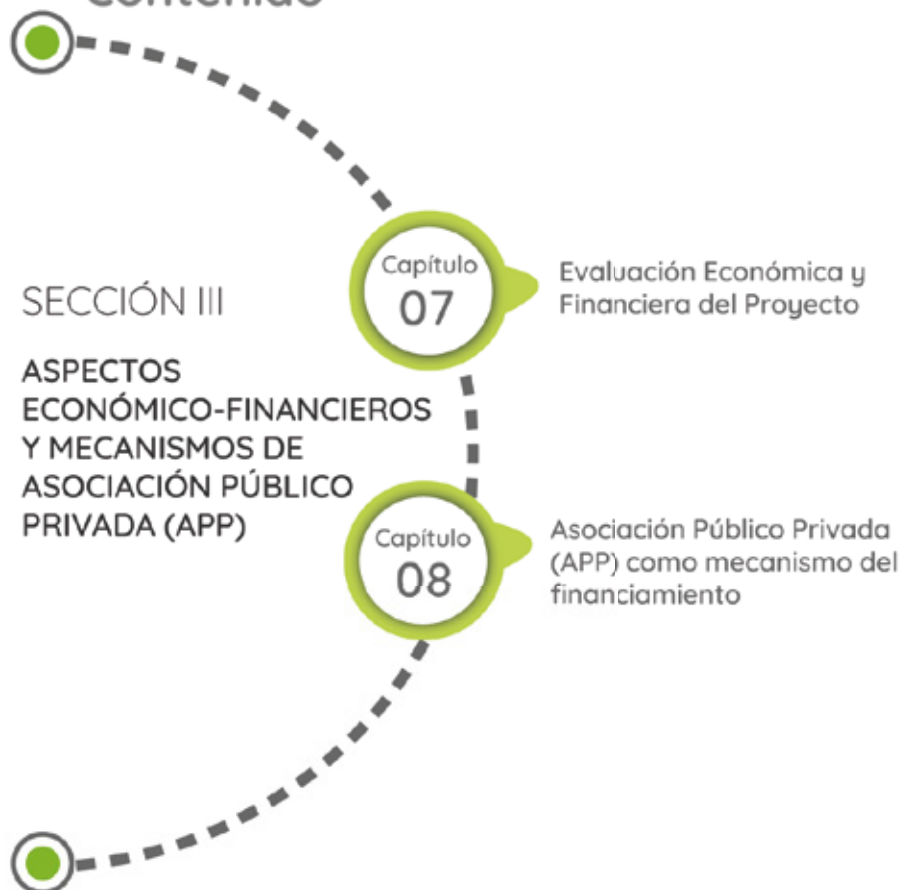 Contenido
Capítulo
07
Evaluación Económica y
Financiera del Proyecto
SECCIÓN III
ASPECTOS
ECONÓMICO-FINANCIEROS
Y MECANISMOS DE
ASOCIACIÓN PÚBLICO
PRIVADA (APP)
Capítulo
08
Asociación Público Privada
(APP) como mecanismo del
financiamiento